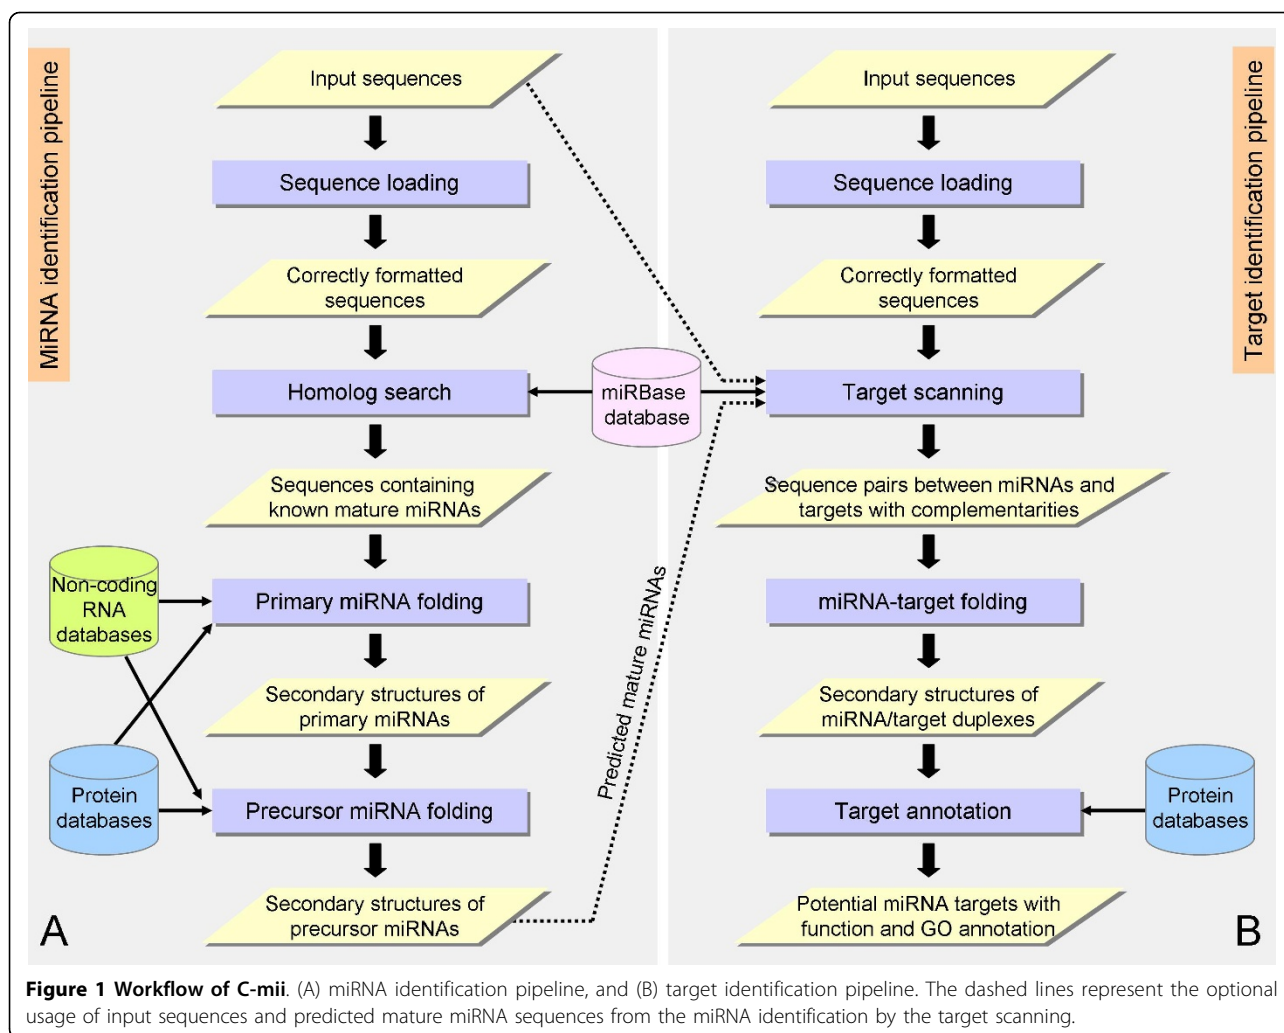 MiRNA identification pipeline
Input sequences
Sequence loading
Correctly formatted
sequences
Homolog search
Sequences containing
known mature miRNAs
Primary miRNA folding
Secondary structures of
primary miRNAs
Precursor miRNA folding
Secondary structures of
precursor miRNAs
Non-coding
RNA
databases
Protein
databases
A
miRBase
database
Predicted mature miRNAs
Target identification pipeline
Input sequences
Sequence loading
Correctly formatted
sequences
Target scanning
Sequence pairs between miRNAs and
targets with complementarities
miRNA-target folding
Secondary structures of
miRNA/target duplexes
Target annotation
Protein
databases
Potential miRNA targets with
function and GO annotation
B
Figure 1 Workflow of C-mii. (A) miRNA identification pipeline, and (B) target identification pipeline. The dashed lines represent the optional
usage of input sequences and predicted mature miRNA sequences from the miRNA identification by the target scanning.